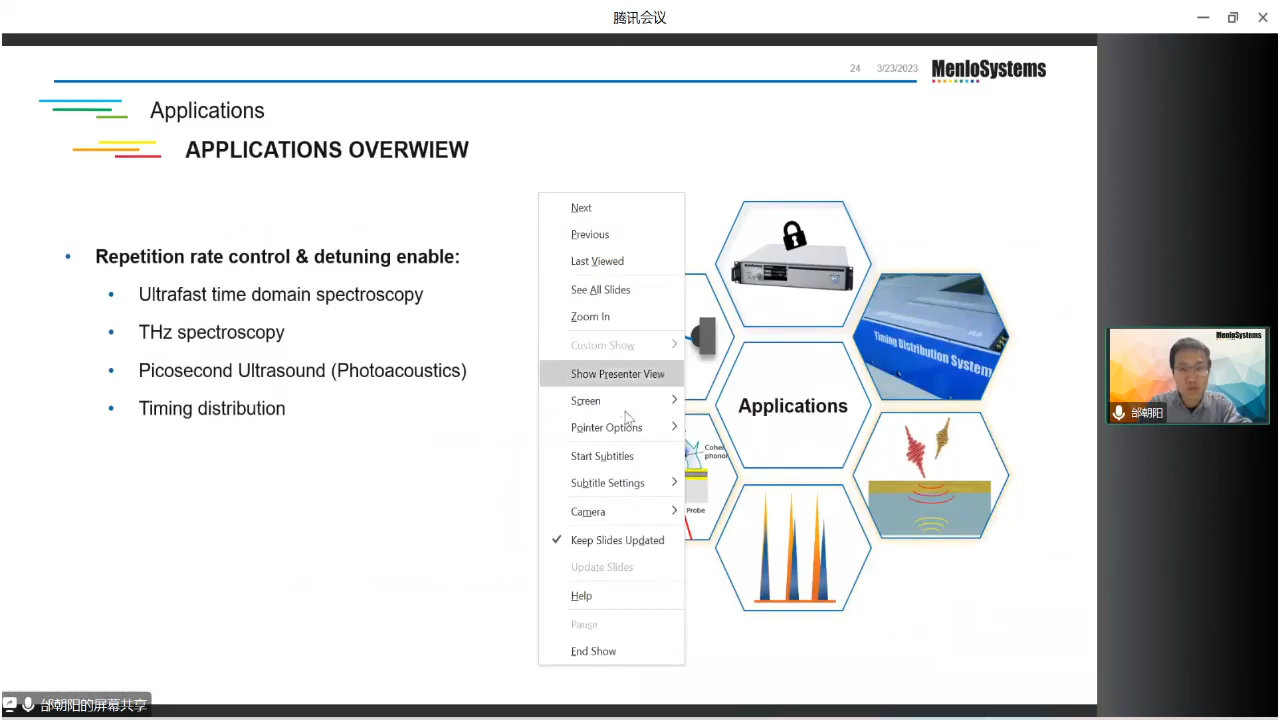 腾讯会议
24 3/23/2023 MenloSystems
Applications
APPLICATIONS OVERWIEW
• Repetition rate control & detuning enable:
• Ultrafast time domain spectroscopy
• THz spectroscopy
• Picosecond Ultrasound (Photoacoustics)
• Timing distribution
Next
Previous
Last Viewed
See All Slides
Zoom In
Custom Show
Show Presenter View
Screen
Pointer Options
Start Subtitles
Subtitle Settings
Camera
Keep Slides Updated
Update Slides
Help
Pause
End Show
Timing Distribution System
Applications
Probe
MenloSystems
邰朝阳
邰朝阳的屏幕共享